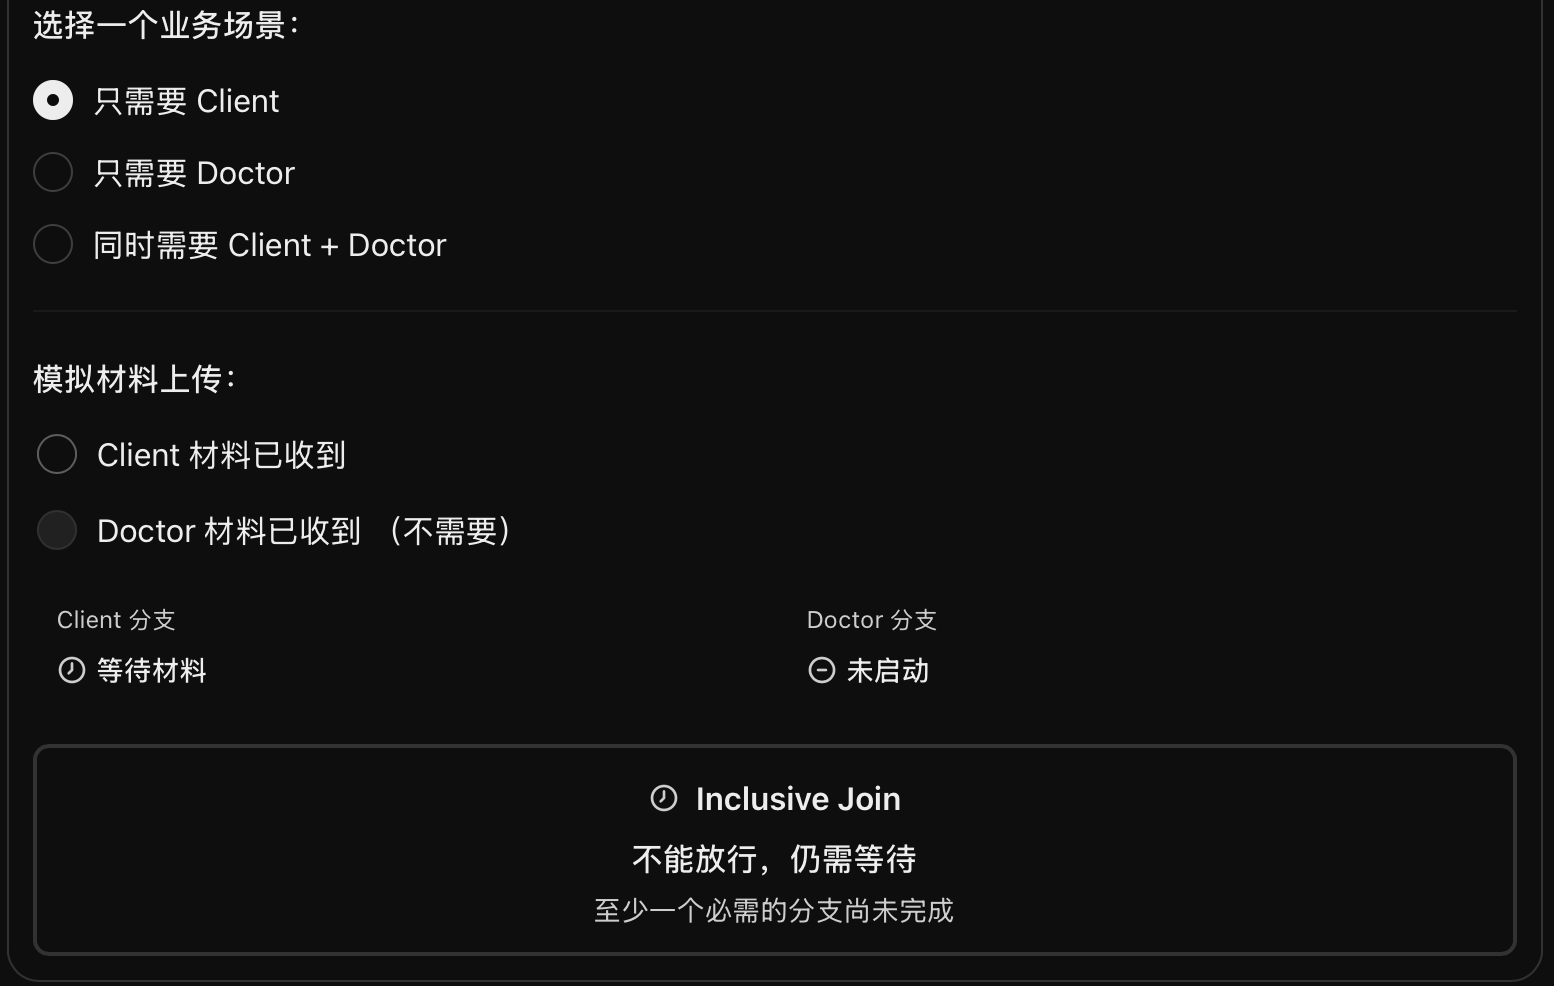 选择一个业务场景：
只需要 Client
只需要 Doctor
同时需要 Client + Doctor
模拟材料上传：
Client 材料已收到
Doctor 材料已收到 （不需要）
Client 分支
Doctor 分支
等待材料
未启动
Inclusive Join
不能放行，仍需等待
至少一个必需的分支尚未完成